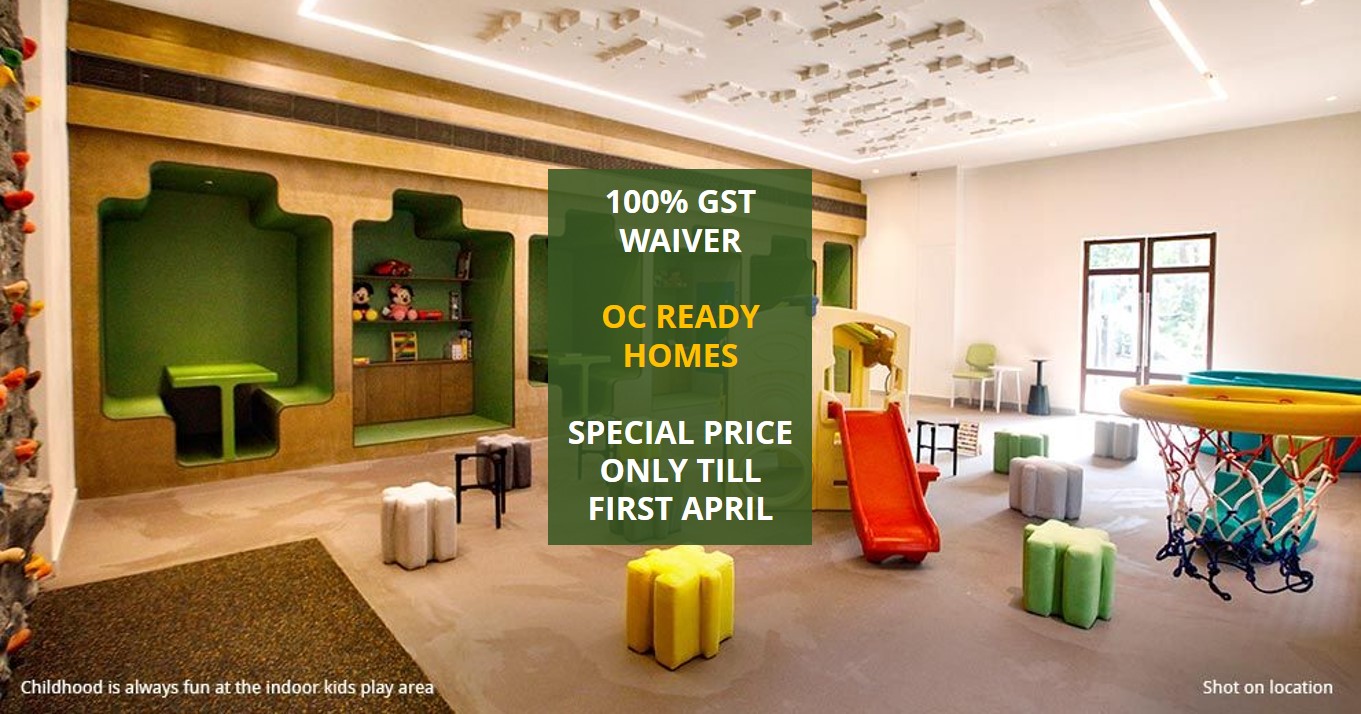 100% GST
WAIVER
OC READY
HOMES
SPECIAL PRICE
ONLY TILL
FIRST APRIL
Childhood is always fun at the indoor kids play area
Shot on location